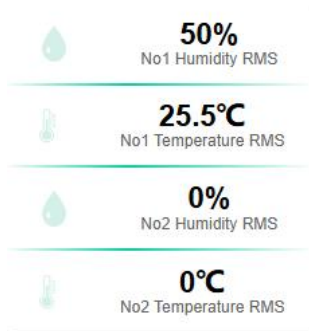 50%
No1 Humidity RMS
25.5℃
No1 Temperature RMS
0%
No2 Humidity RMS
0℃
No2 Temperature RMS